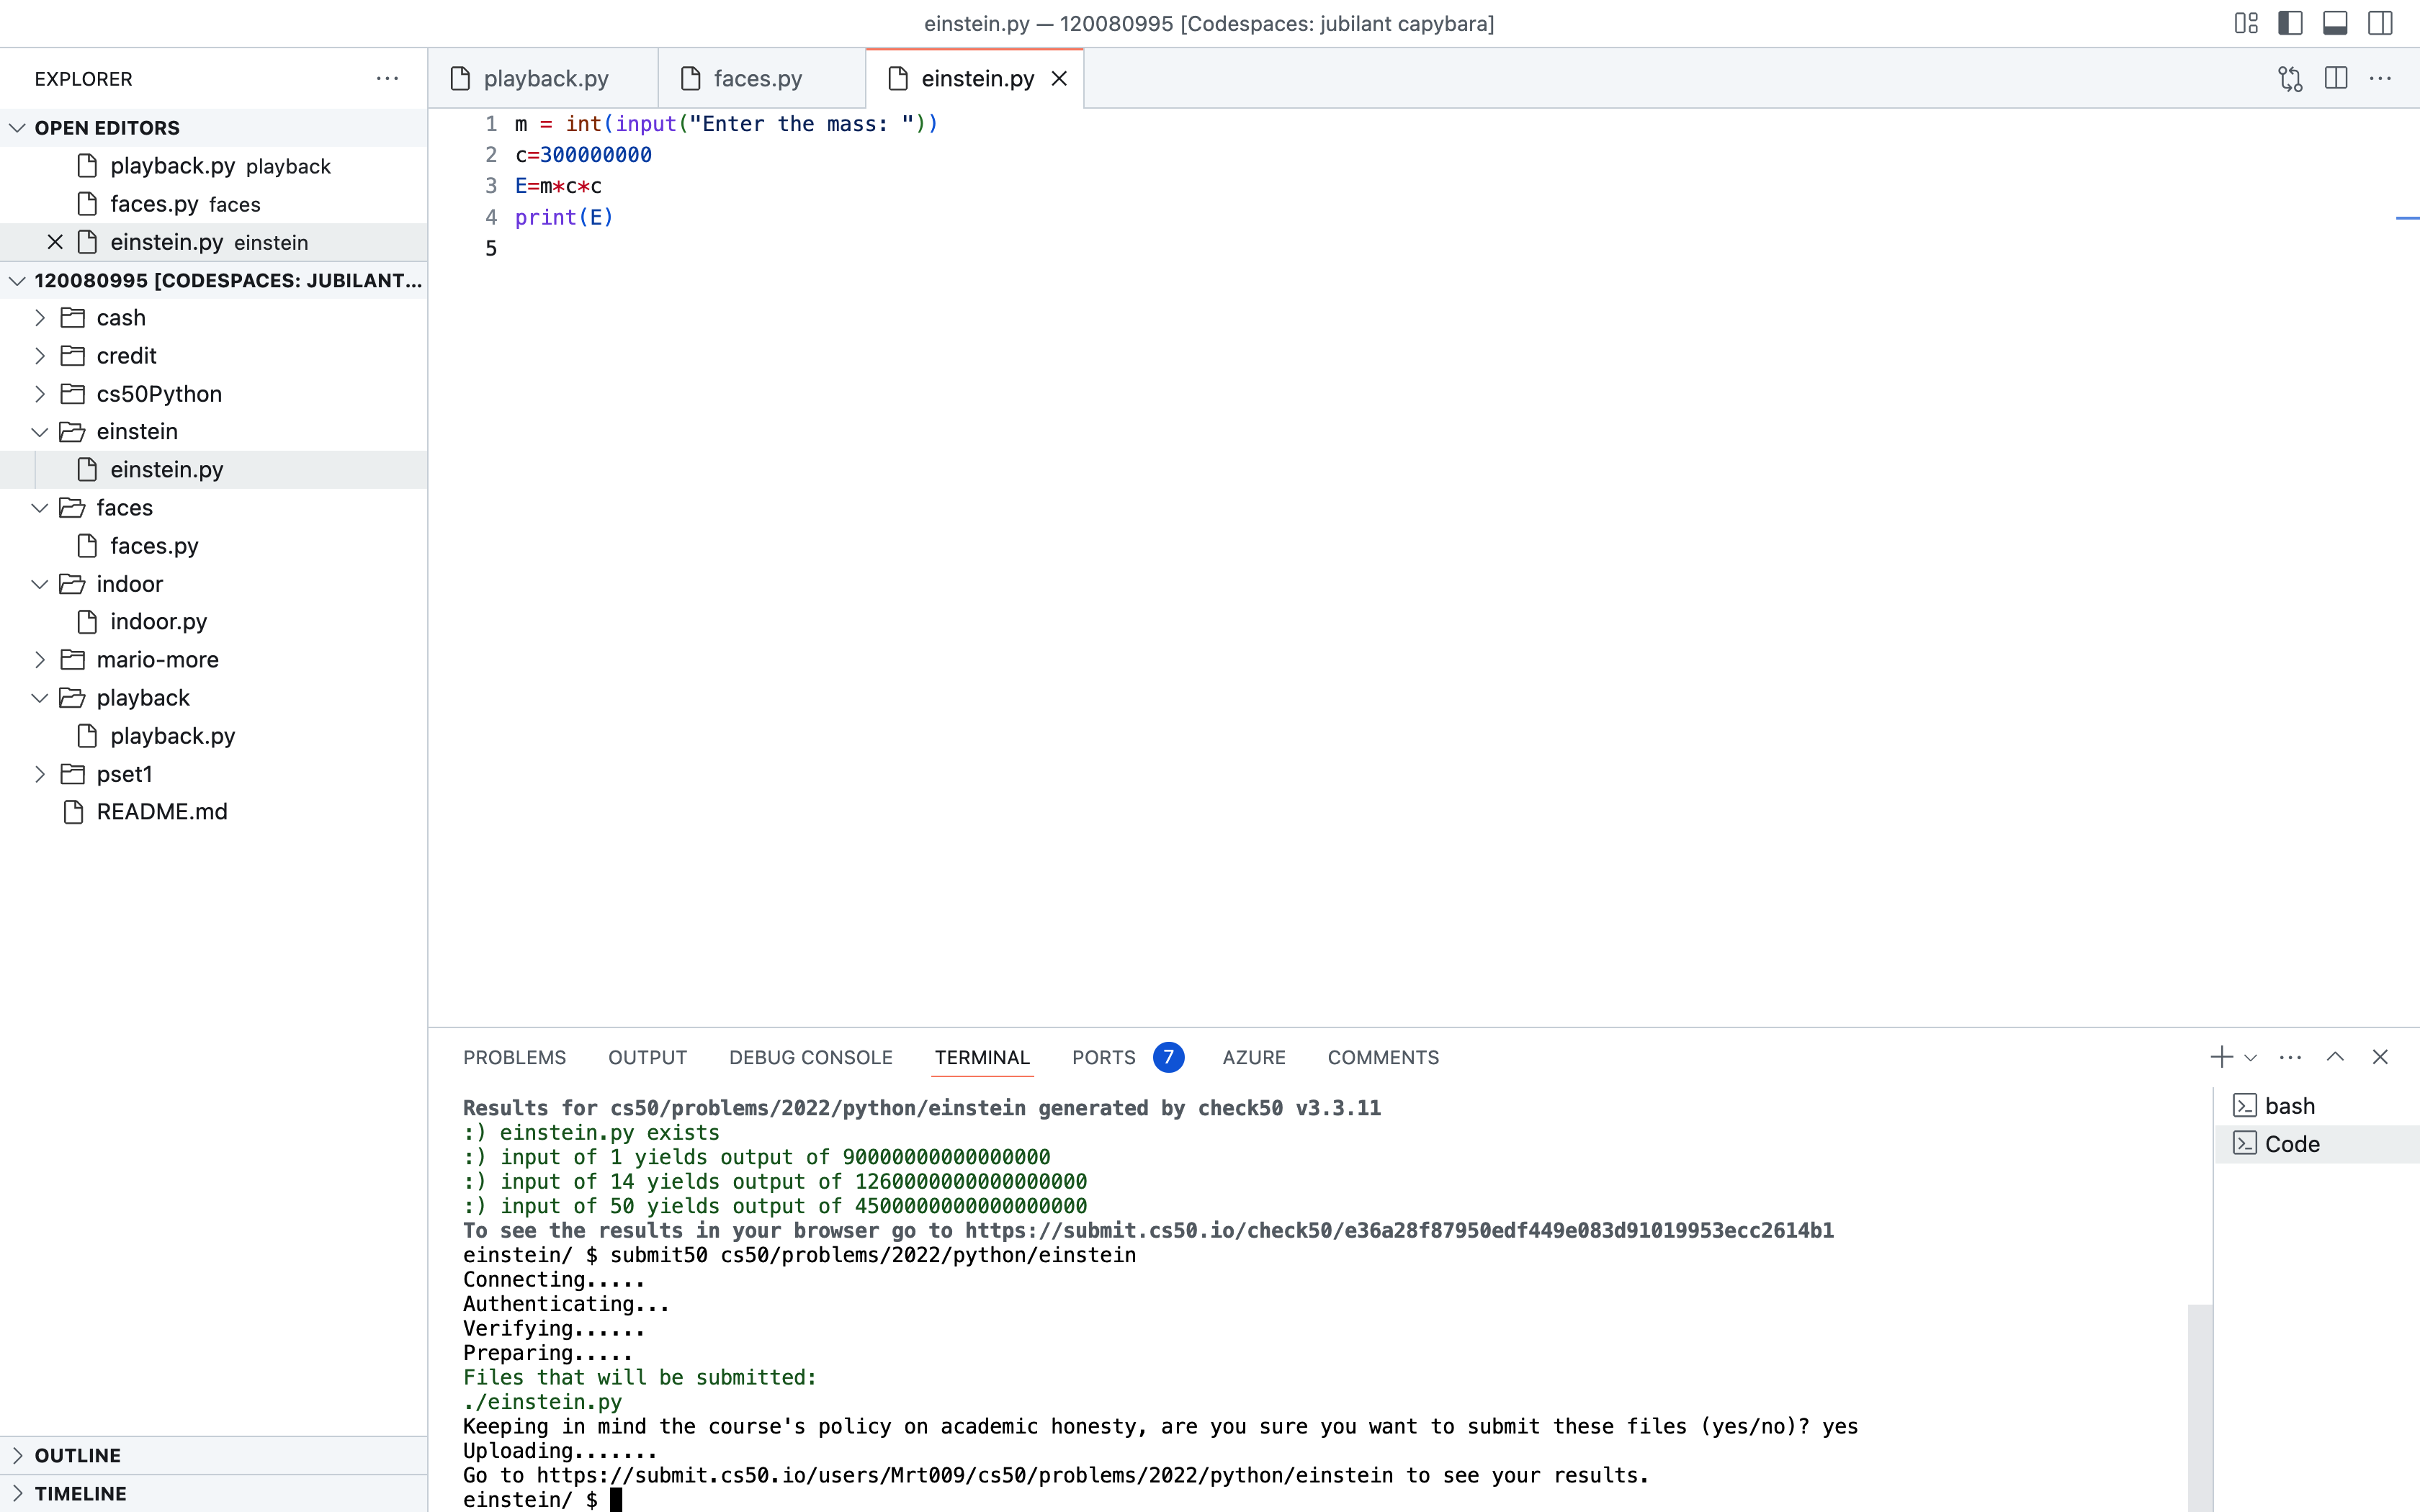 einstein.py — 120080995 [Codespaces: jubilant capybara]
EXPLORER
OPEN EDITORS
playback.py playback
faces.py faces
einstein.py einstein
120080995 [CODESPACES: JUBILANT...
cash
credit
cs50Python
einstein
einstein.py
faces
faces.py
indoor
indoor.py
mario-more
playback
playback.py
pset1
README.md
OUTLINE
TIMELINE
playback.py
faces.py
einstein.py
1 m = int(input("Enter the mass: "))
2 c=300000000
3 E=m*c*c
4 print(E)
5
PROBLEMS
OUTPUT
DEBUG CONSOLE
TERMINAL
PORTS 7
AZURE
COMMENTS
Results for cs50/problems/2022/python/einstein generated by check50 v3.3.11
:) einstein.py exists
:) input of 1 yields output of 90000000000000000
:) input of 14 yields output of 1260000000000000000
:) input of 50 yields output of 4500000000000000000
To see the results in your browser go to https://submit.cs50.io/check50/e36a28f87950edf449e083d91019953ecc2614b1
einstein/ $ submit50 cs50/problems/2022/python/einstein
Connecting.....
Authenticating...
Verifying......
Preparing.....
Files that will be submitted:
./einstein.py
Keeping in mind the course's policy on academic honesty, are you sure you want to submit these files (yes/no)? yes
Uploading.......
Go to https://submit.cs50.io/users/Mrt009/cs50/problems/2022/python/einstein to see your results.
einstein/ $
bash
Code